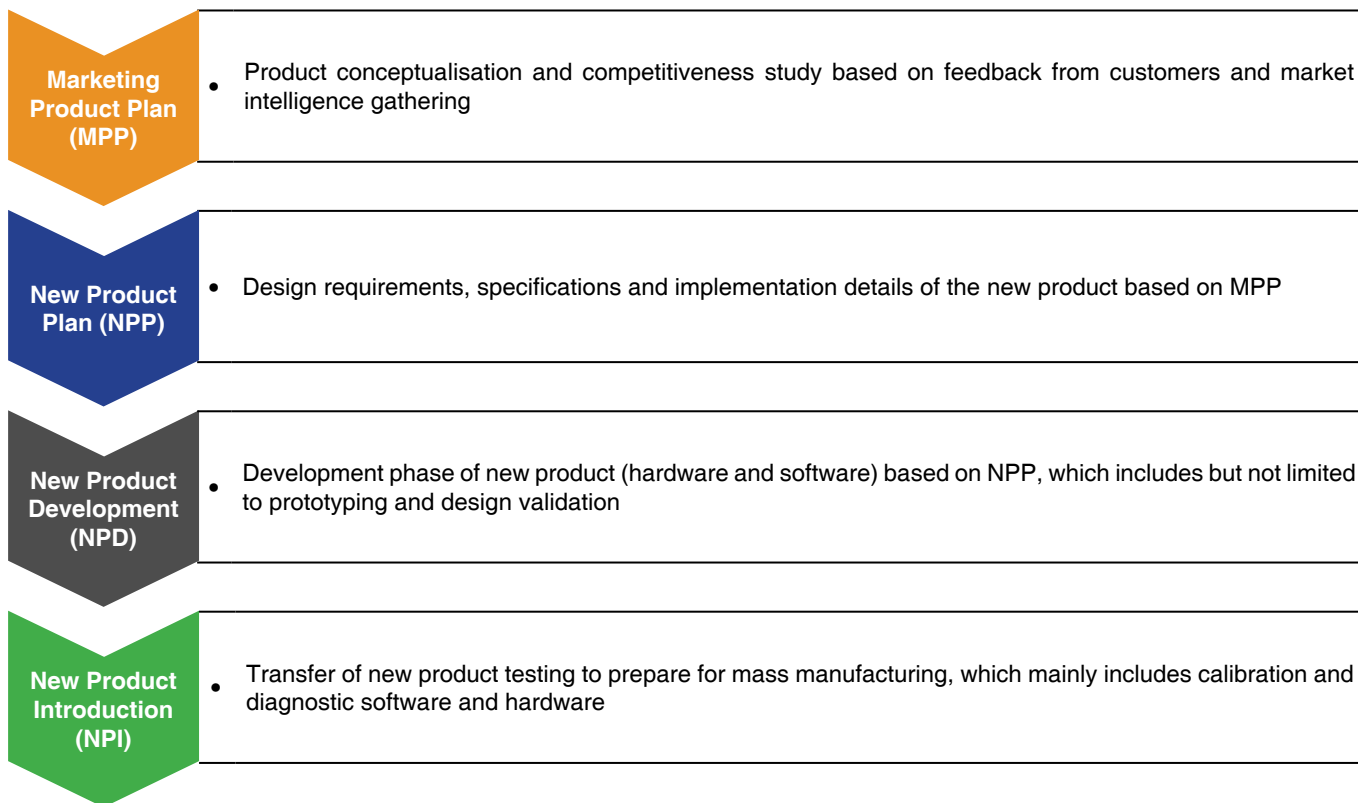 Marketing
Product Plan
(MPP)
• Product conceptualisation and competitiveness study based on feedback from customers and market
intelligence gathering
New Product
Plan (NPP)
• Design requirements, specifications and implementation details of the new product based on MPP
New Product
Development
(NPD)
• Development phase of new product (hardware and software) based on NPP, which includes but not limited
to prototyping and design validation
New Product
Introduction
(NPI)
• Transfer of new product testing to prepare for mass manufacturing, which mainly includes calibration and
diagnostic software and hardware